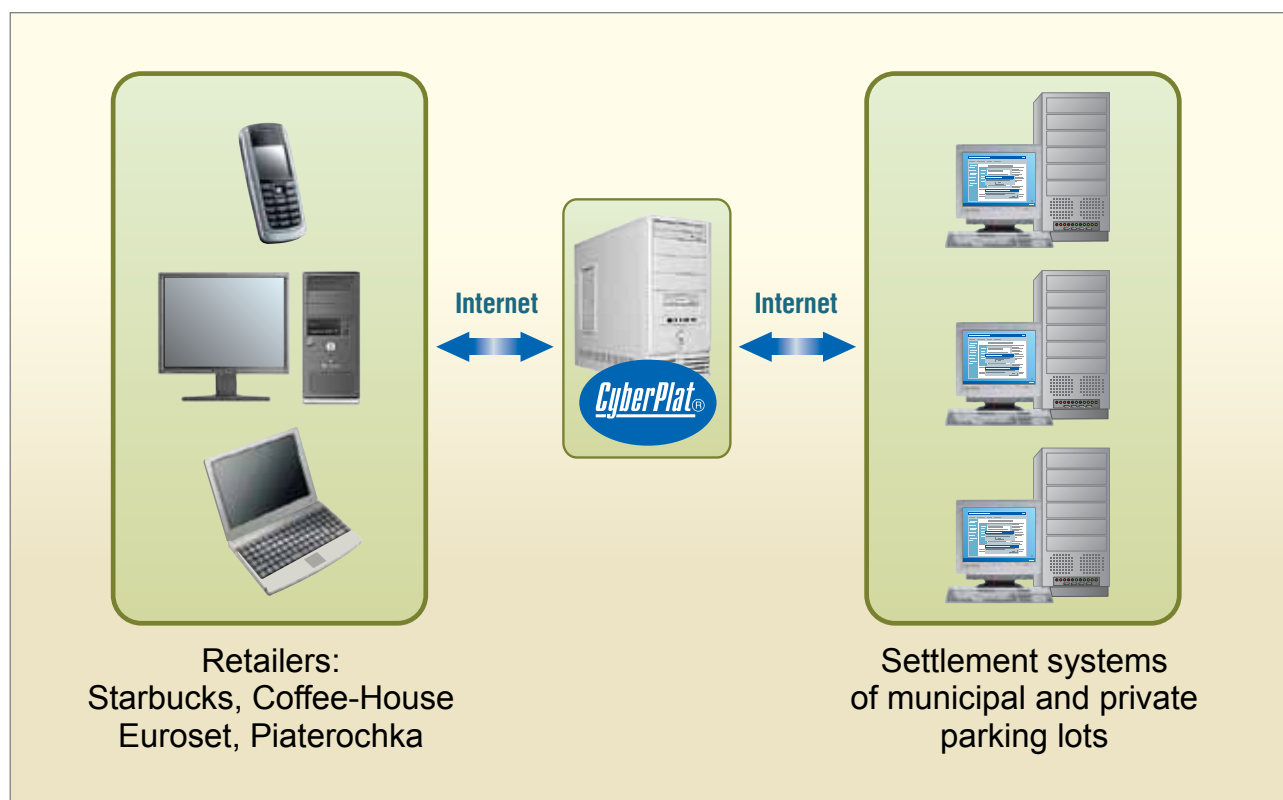 Internet
Internet
CyberPlat®
Retailers:
Starbucks, Coffee-House
Euroset, Piaterochka
Settlement systems
of municipal and private
parking lots